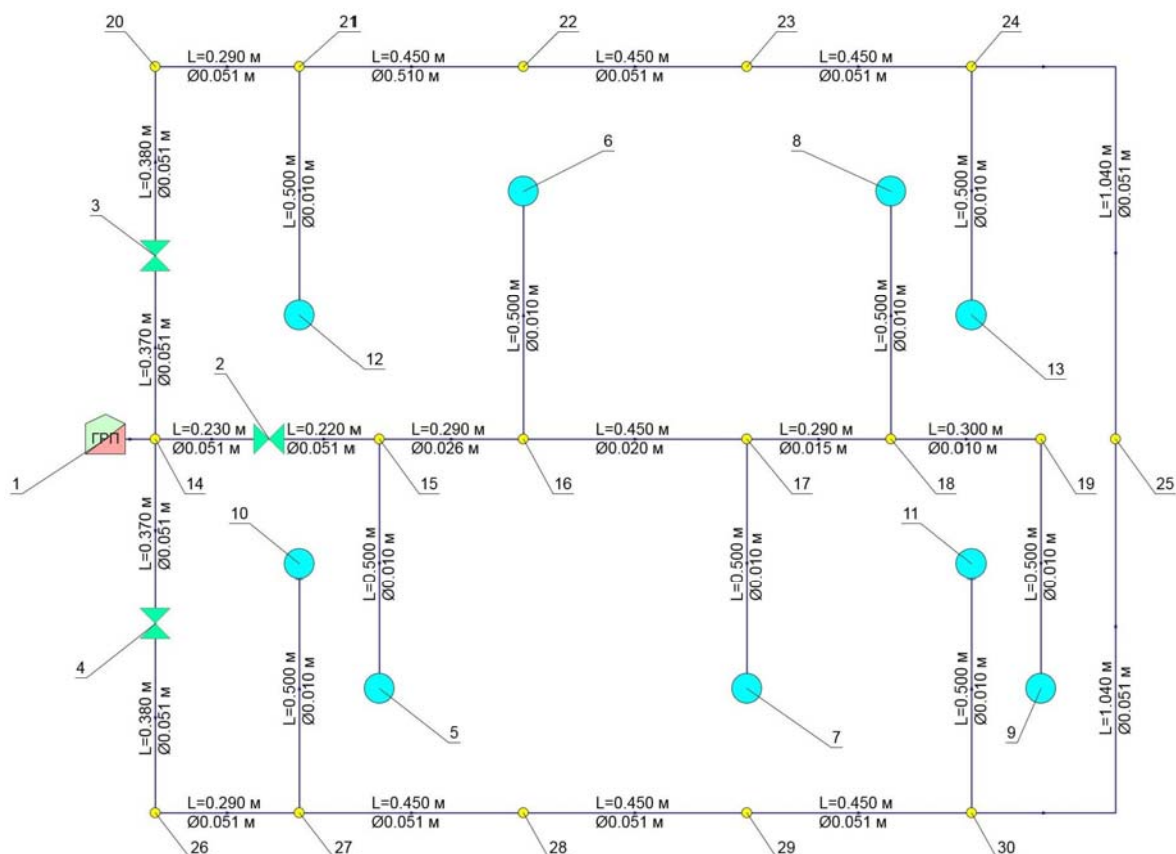 20
21
22
23
24
L=0.290 м
Ø0.051 м
L=0.450 м
Ø0.510 м
L=0.450 м
Ø0.051 м
L=0.450 м
Ø0.051 м
L=0.380 м
Ø0.051 м
L=0.500 м
Ø0.010 м
6
8
L=0.500 м
Ø0.010 м
L=1.040 м
Ø0.051 м
3
L=0.370 м
Ø0.051 м
12
L=0.500 м
Ø0.010 м
L=0.500 м
Ø0.010 м
13
2
ГРП
L=0.230 м
Ø0.051 м
L=0.220 м
Ø0.051 м
L=0.290 м
Ø0.026 м
L=0.450 м
Ø0.020 м
L=0.290 м
Ø0.015 м
L=0.300 м
Ø0.010 м
1
14
15
16
17
18
19
25
10
11
L=0.370 м
Ø0.051 м
L=0.500 м
Ø0.010 м
L=0.500 м
Ø0.010 м
L=0.500 м
Ø0.010 м
4
L=0.380 м
Ø0.051 м
L=0.500 м
Ø0.010 м
5
7
L=0.500 м
Ø0.010 м
9
L=1.040 м
Ø0.051 м
L=0.290 м
Ø0.051 м
L=0.450 м
Ø0.051 м
L=0.450 м
Ø0.051 м
L=0.450 м
Ø0.051 м
26
27
28
29
30